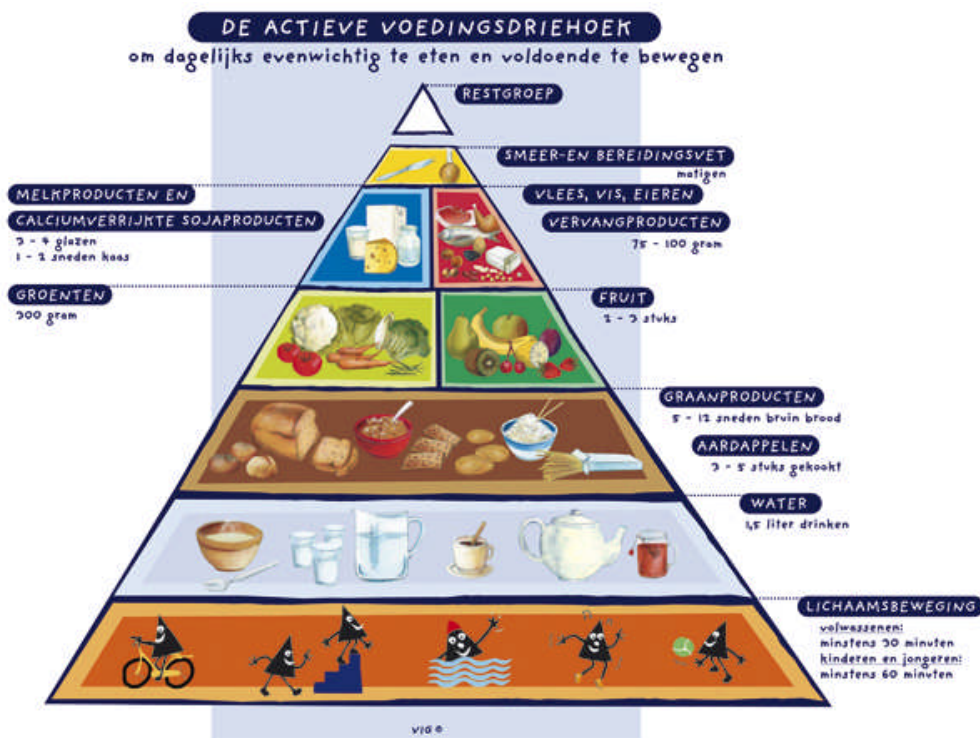 DE ACTIEVE VOEDINGSDRIEHOEK
om dagelijks evenwichtig te eten en voldoende te bewegen
RESTGROEP
SMEER-EN BEREIDINGSVET
matigen
MELKPRODUCTEN EN
CALCIUMVERRIJKTE SOJAPRODUCTEN
3 - 4 glazen
1 - 2 sneden kaas
VLEES, VIS, EIEREN
VERVANGPRODUCTEN
75 - 100 gram
GROENTEN
300 gram
FRUIT
2 - 3 stuks
GRAANPRODUCTEN
5 - 12 sneden bruin brood
AARDAPPELEN
3 - 5 stuks gekookt
WATER
1,5 liter drinken
LICHAAMSBEWEGING
volwassenen:
minstens 30 minuten
kinderen en jongeren:
minstens 60 minuten
VIG ©